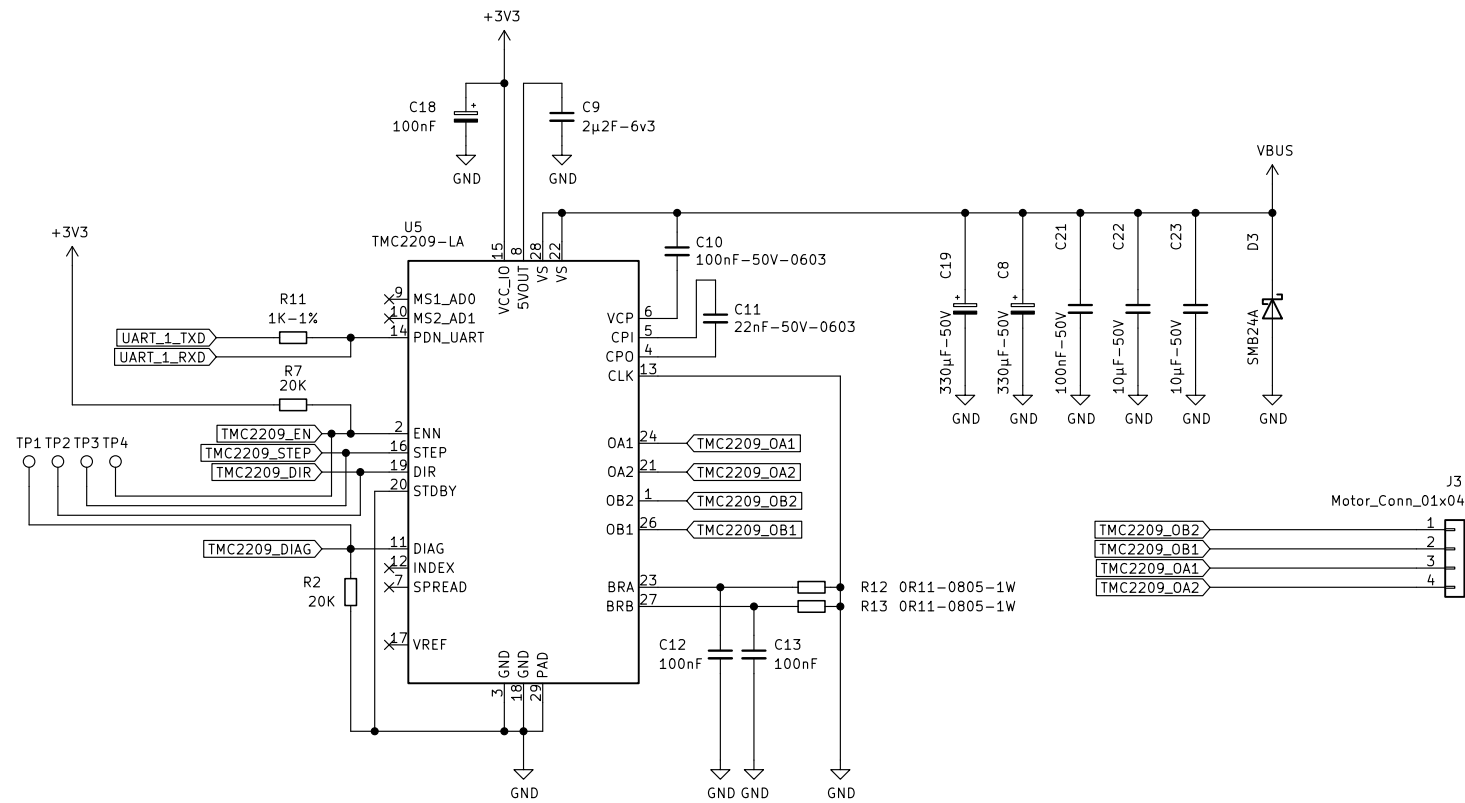 +3V3
C18
100nF
+
C9
2µ2F-6v3
GND
GND
VBUS
U5
TMC2209-LA
+3V3
15
8
28
22
VCC_IO
5VOUT
VS
VS
C10
100nF-50V-0603
C11
22nF-50V-0603
C19
330µF-50V
+
C8
330µF-50V
+
C21
100nF-50V
C22
10µF-50V
C23
10µF-50V
D3
SMB24A
GND
GND
GND
GND
GND
GND
R11
1K-1%
UART_1_TXD
UART_1_RXD
R7
20K
9 MS1_AD0
10 MS2_AD1
14 PDN_UART
VCP 6
CPI 5
CPO 4
CLK 13
TMC2209_EN
2 ENN
TMC2209_STEP
16 STEP
TMC2209_DIR
19 DIR
20 STDBY
TP1 TP2 TP3 TP4
OA1 24 TMC2209_OA1
OA2 21 TMC2209_OA2
OB2 1 TMC2209_OB2
OB1 26 TMC2209_OB1
TMC2209_DIAG
11 DIAG
12 INDEX
7 SPREAD
R2
20K
17 VREF
BRA 23
BRB 27
R12 0R11-0805-1W
R13 0R11-0805-1W
C12
100nF
C13
100nF
GND
GND
PAD
3
18
29
GND
GND GND
GND
J3
Motor_Conn_01x04
TMC2209_OB2 1
TMC2209_OB1 2
TMC2209_OA1 3
TMC2209_OA2 4